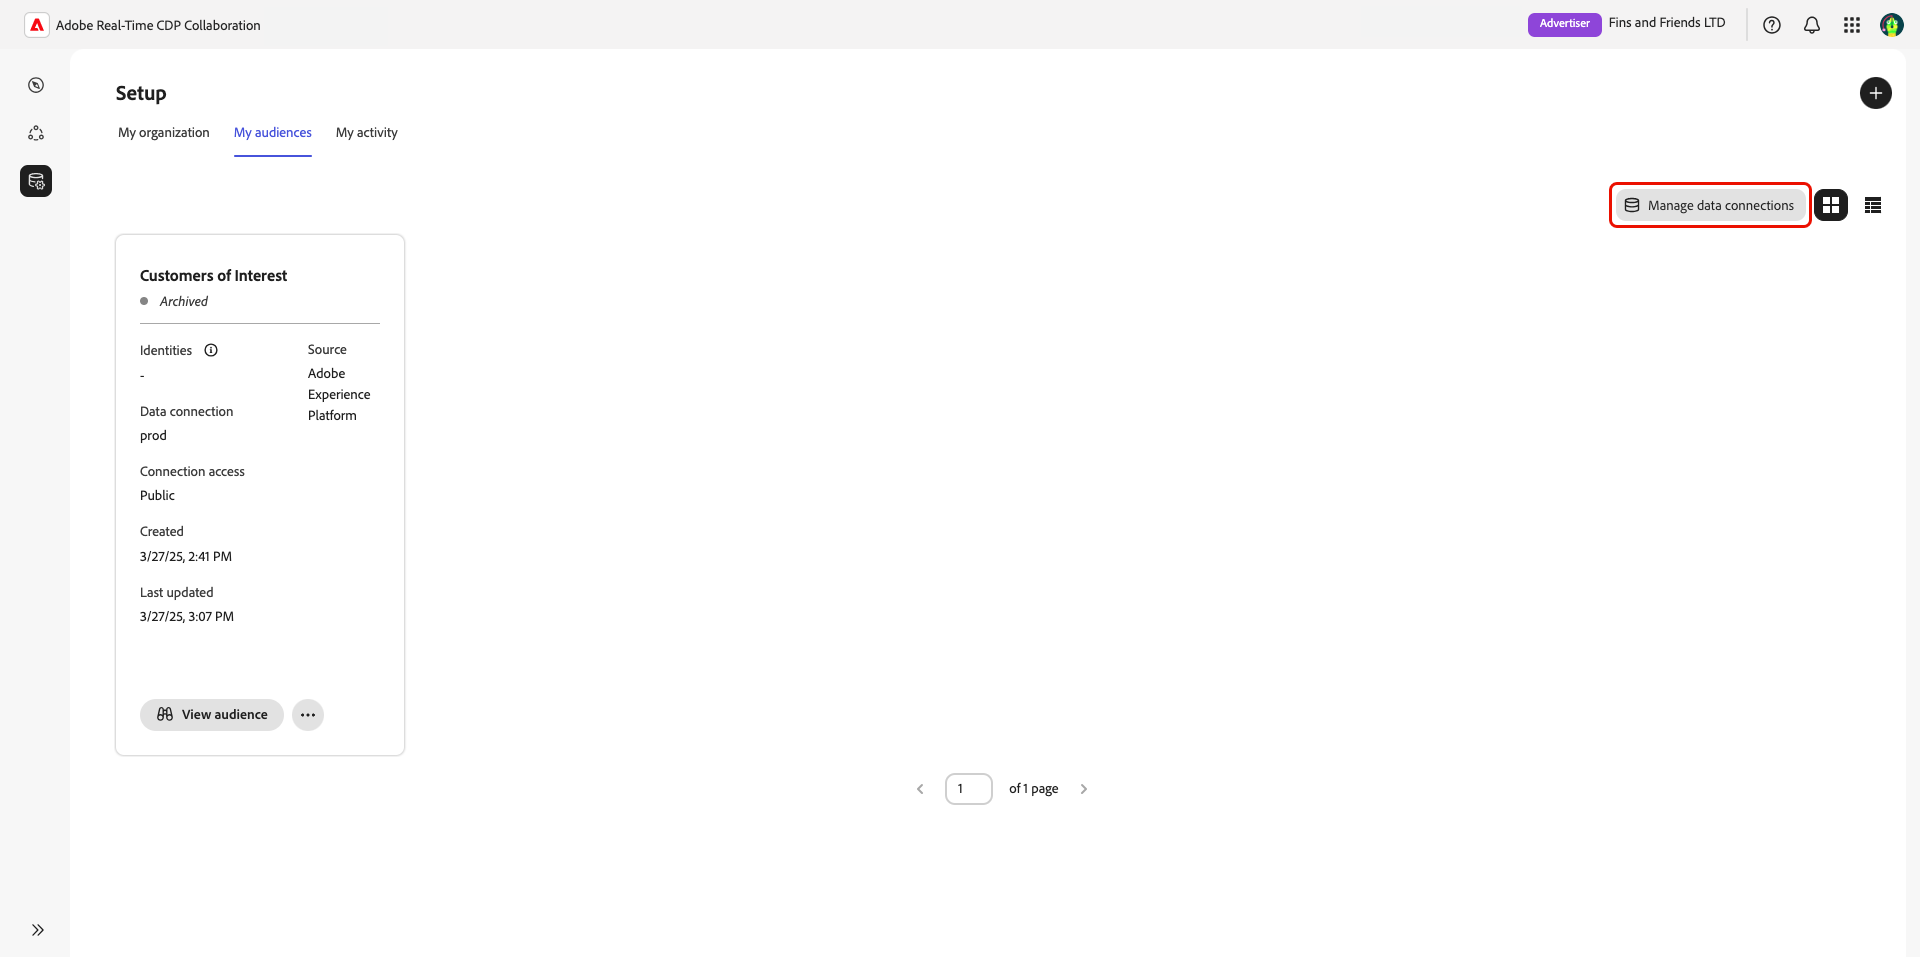 Adobe Real-Time CDP Collaboration
Advertiser
Fins and Friends LTD
Setup
My organization
My audiences
My activity
Manage data connections
Customers of Interest
Archived
Identities
-
Source
Adobe
Experience
Platform
Data connection
prod
Connection access
Public
Created
3/27/25, 2:41 PM
Last updated
3/27/25, 3:07 PM
View audience
1
of 1 page